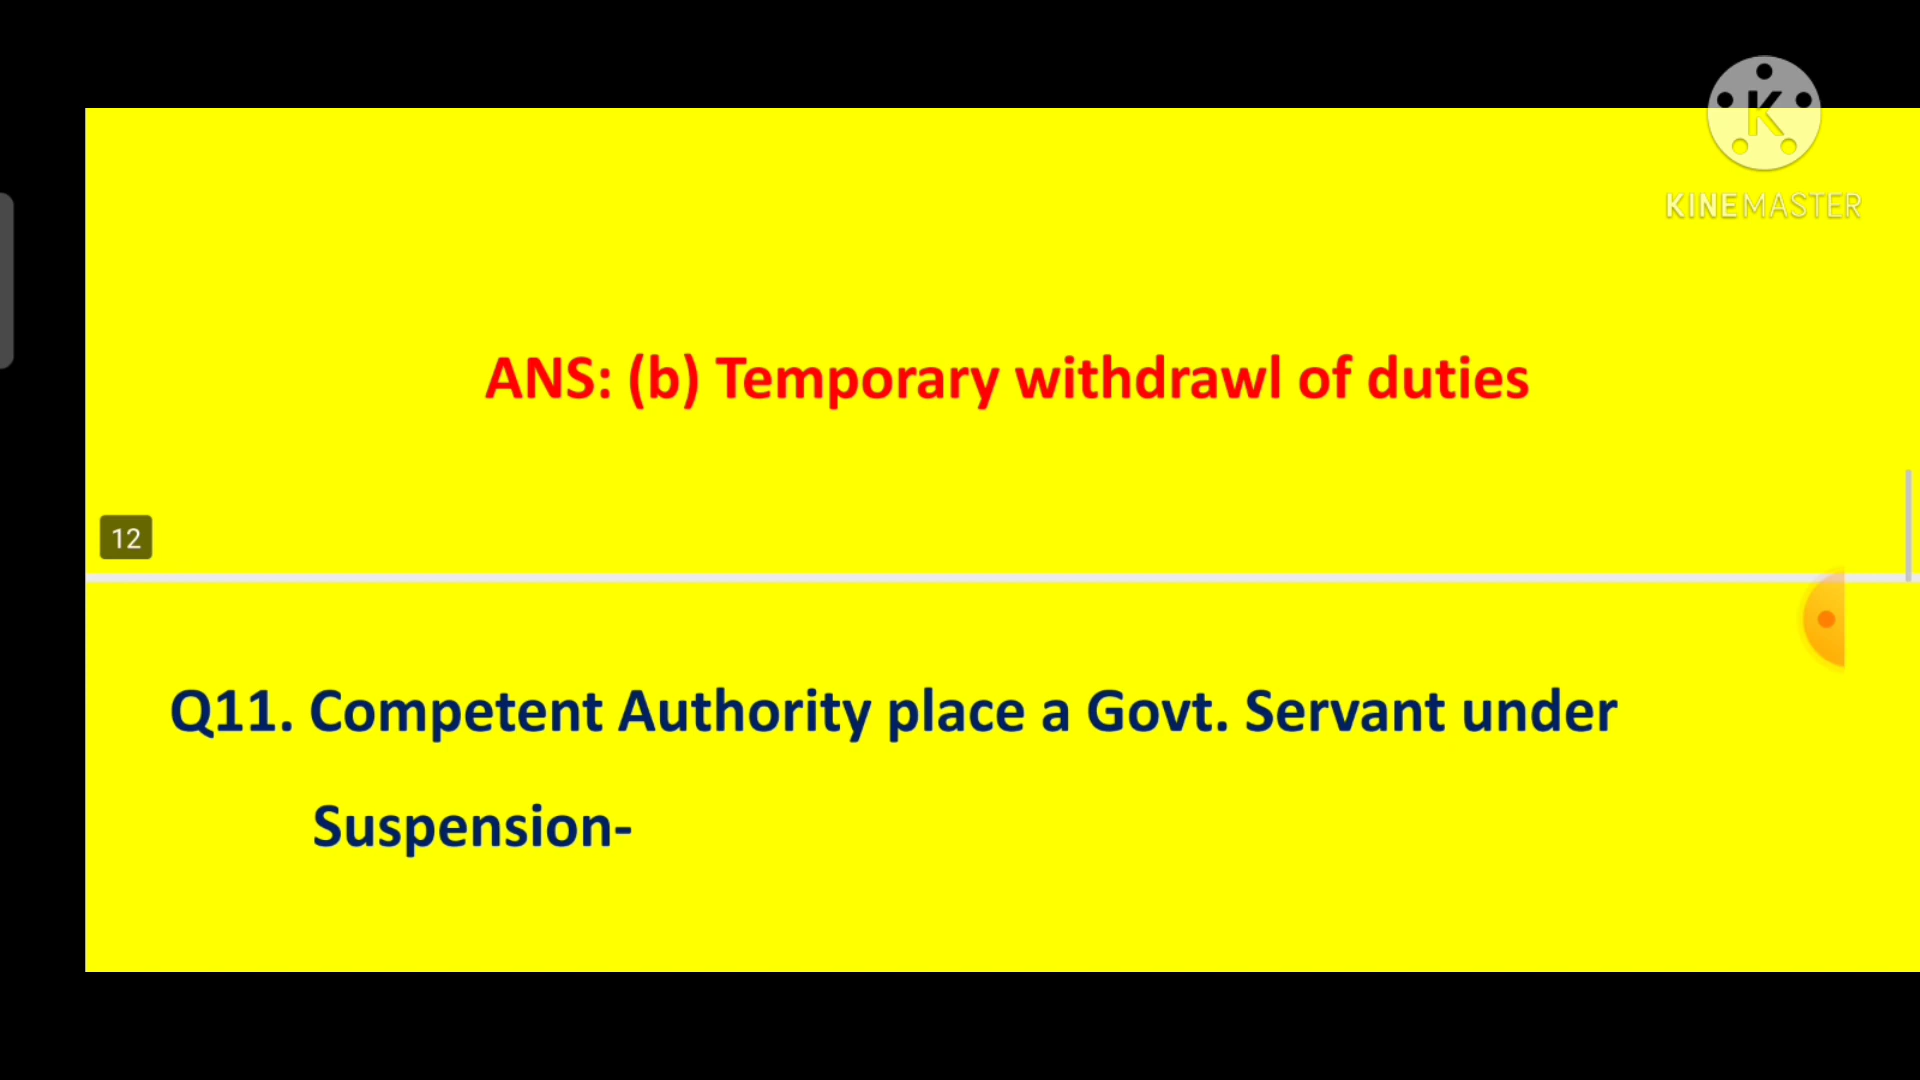 K
KINEMASTER
ANS: (b) Temporary withdrawl of duties
12
Q11. Competent Authority place a Govt. Servant under
Suspension-